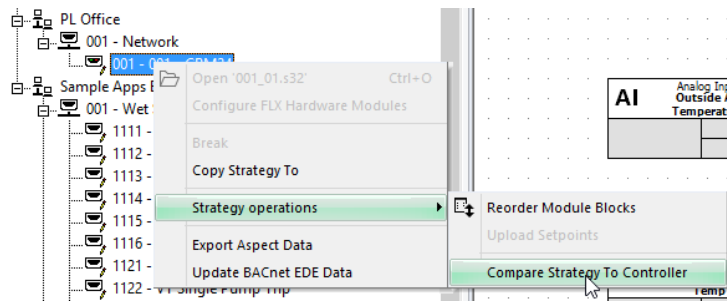 PL Office
001 - Network
001 - 001 - CBM24
Sample Apps
001 - Wet
1111 -
1112 -
1113 -
1114 -
1115 -
1116 -
1121 -
1122 - VT Single Pump Trip
Open '001_01.s32' Ctrl+O
Configure FLX Hardware Modules
Break
Copy Strategy To
Strategy operations
Export Aspect Data
Update BACnet EDE Data
Reorder Module Blocks
Upload Setpoints
Compare Strategy To Controller
AI
Analog Inp
Outside A
Temperat
Temp